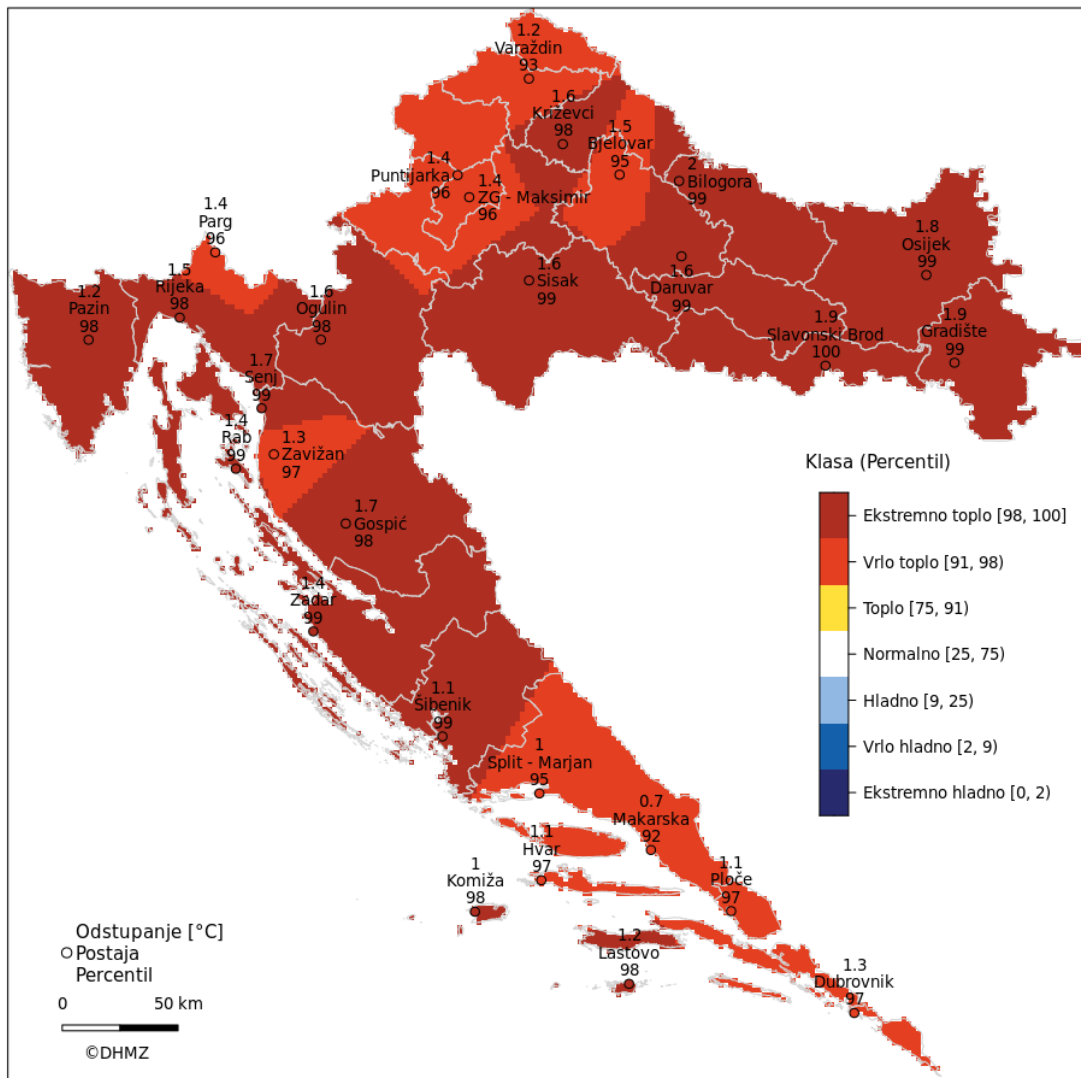 1.2
Varaždin
93
1.6
Križevci
98
1.5
Bjelovar
95
1.4
Puntijarka
96
1.4
ZG - Maksimir
96
2
Bilogora
99
1.4
Parg
96
1.8
Osijek
99
1.2
Pazin
98
1.5
Rijeka
98
1.6
Ogulin
98
1.6
Sisak
99
1.6
Daruvar
99
1.9
Slavonski Brod
100
1.9
Gradište
99
1.7
Senj
99
1.4
Rab
99
1.3
Zavižan
97
1.7
Gospić
98
1.4
Zadar
99
1.1
Šibenik
99
1
Split - Marjan
95
0.7
Makarska
92
1.1
Hvar
97
1
Komiža
98
1.1
Ploče
97
1.2
Lastovo
98
1.3
Dubrovnik
97
Klasa (Percentil)
Ekstremno toplo [98, 100]
Vrlo toplo [91, 98)
Toplo [75, 91)
Normalno [25, 75)
Hladno [9, 25)
Vrlo hladno [2, 9)
Ekstremno hladno [0, 2)
Odstupanje [°C]
Postaja
Percentil
0 50 km
©DHMZ